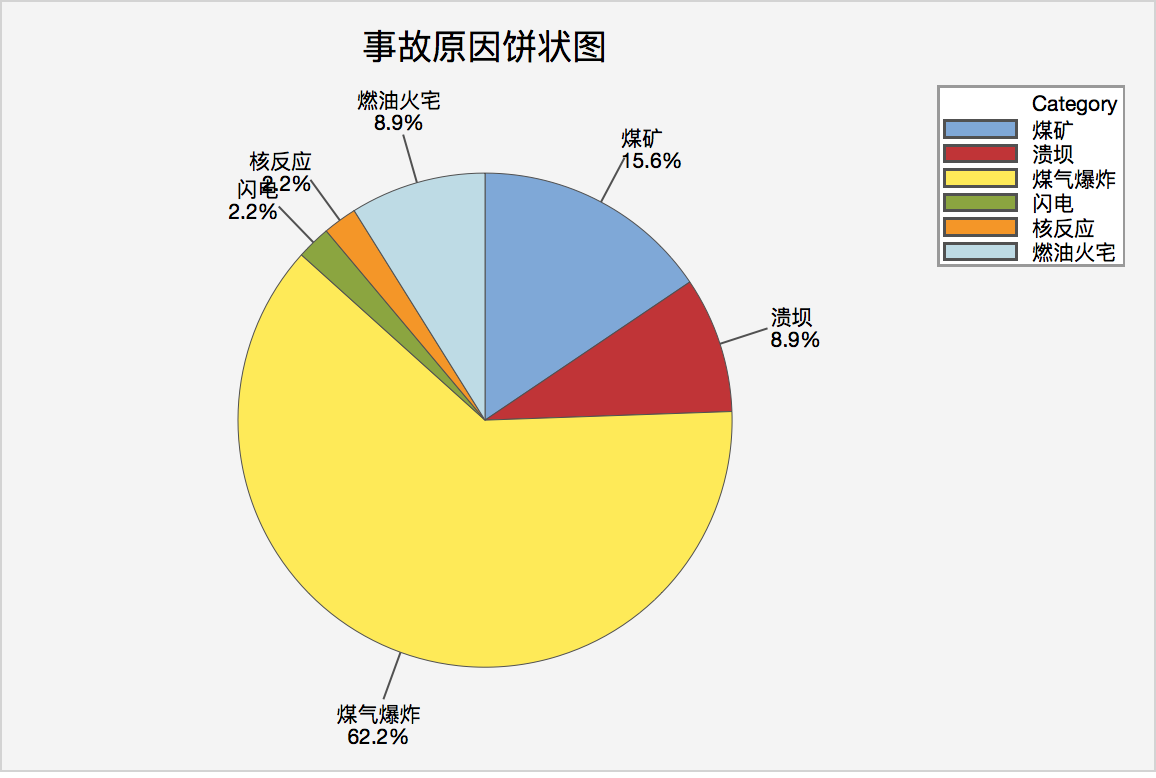 事故原因饼状图
燃油火宅
8.9%
煤矿
15.6%
核反应
2.2%
闪电
2.2%
溃坝
8.9%
煤气爆炸
62.2%
Category
煤矿
溃坝
煤气爆炸
闪电
核反应
燃油火宅